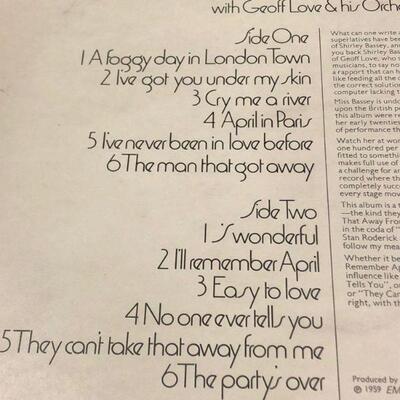 with Geoff Love & his Orche
Side One
1 A foggy day in London Town
2 I've got you under my skin
3 Cry me a river
4 April in Paris
5 I've never been in love before
6 The man that got away
Side Two
1 'S wonderful
2 I'll remember April
3 Easy to love
4 No one ever tells you
5 They can't take that away from me
6 The party's over
What can one write a
superlatives have been
of Shirley Bassey, and
you back Shirley Bass
of Geoff Love, who s
musicians, to say no
a rapport that can h
like feeding all the c
the correct solution
computer lacking t
Miss Bassey is undou
upon the British p
this album were re
her early twenties
of performance th
Watch her at wor
one hundred per
fitted to somethi
makes full use of
a challenge for an
record where th
completely succe
every stage mov
This album is a t
—the kind they
That Away Fro
in the coda of "
Stan Roderick
follow my mea
Whether it be
Remember Ap
influence like
Tells You", o
or "They Can
right, with th
Produced by
℗ 1959 EM